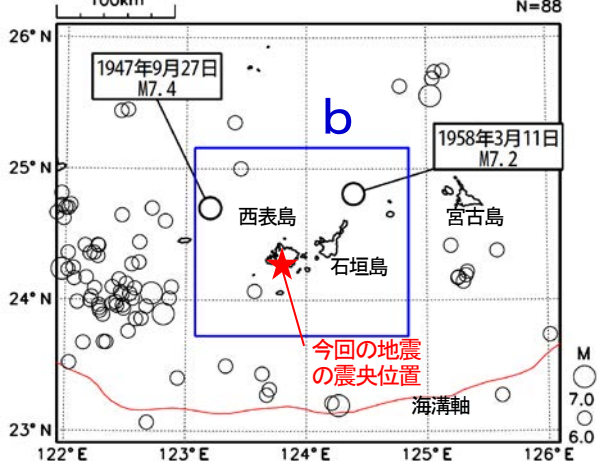 100km
N=88
26°N
1947年9月27日
M7.4
b
1958年3月11日
M7.2
25°N
西表島
宮古島
石垣島
24°N
今回の地震
の震央位置
M
7.0
海溝軸
6.0
23°N
122°E
123°E
124°E
125°E
126°E